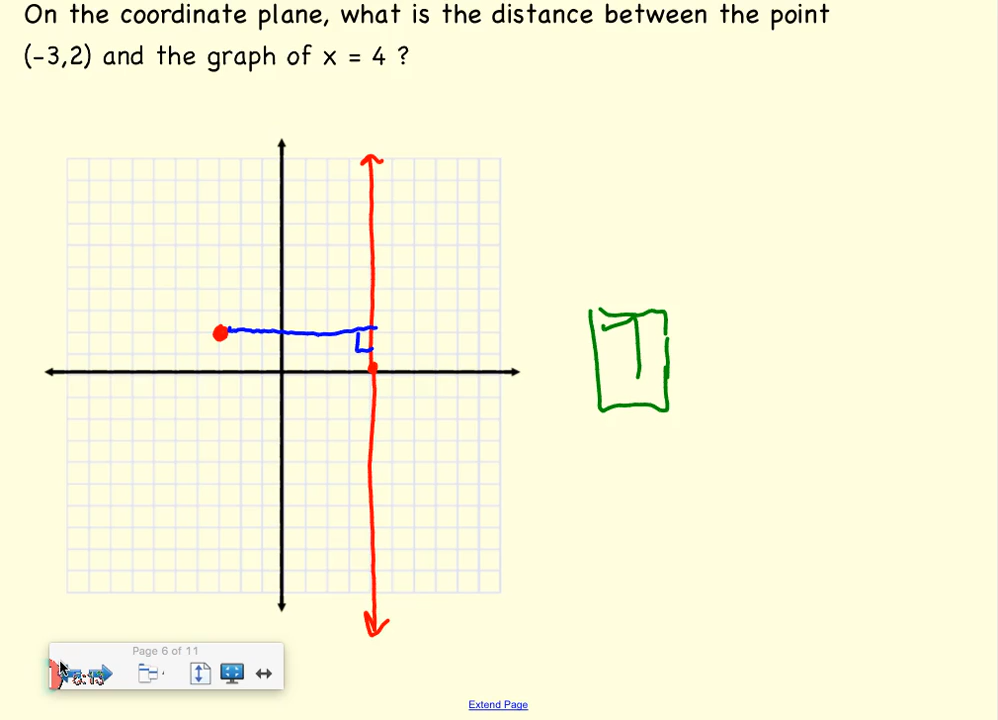 On the coordinate plane, what is the distance between the point
(-3,2) and the graph of x = 4 ?
7
Page 6 of 11
Extend Page